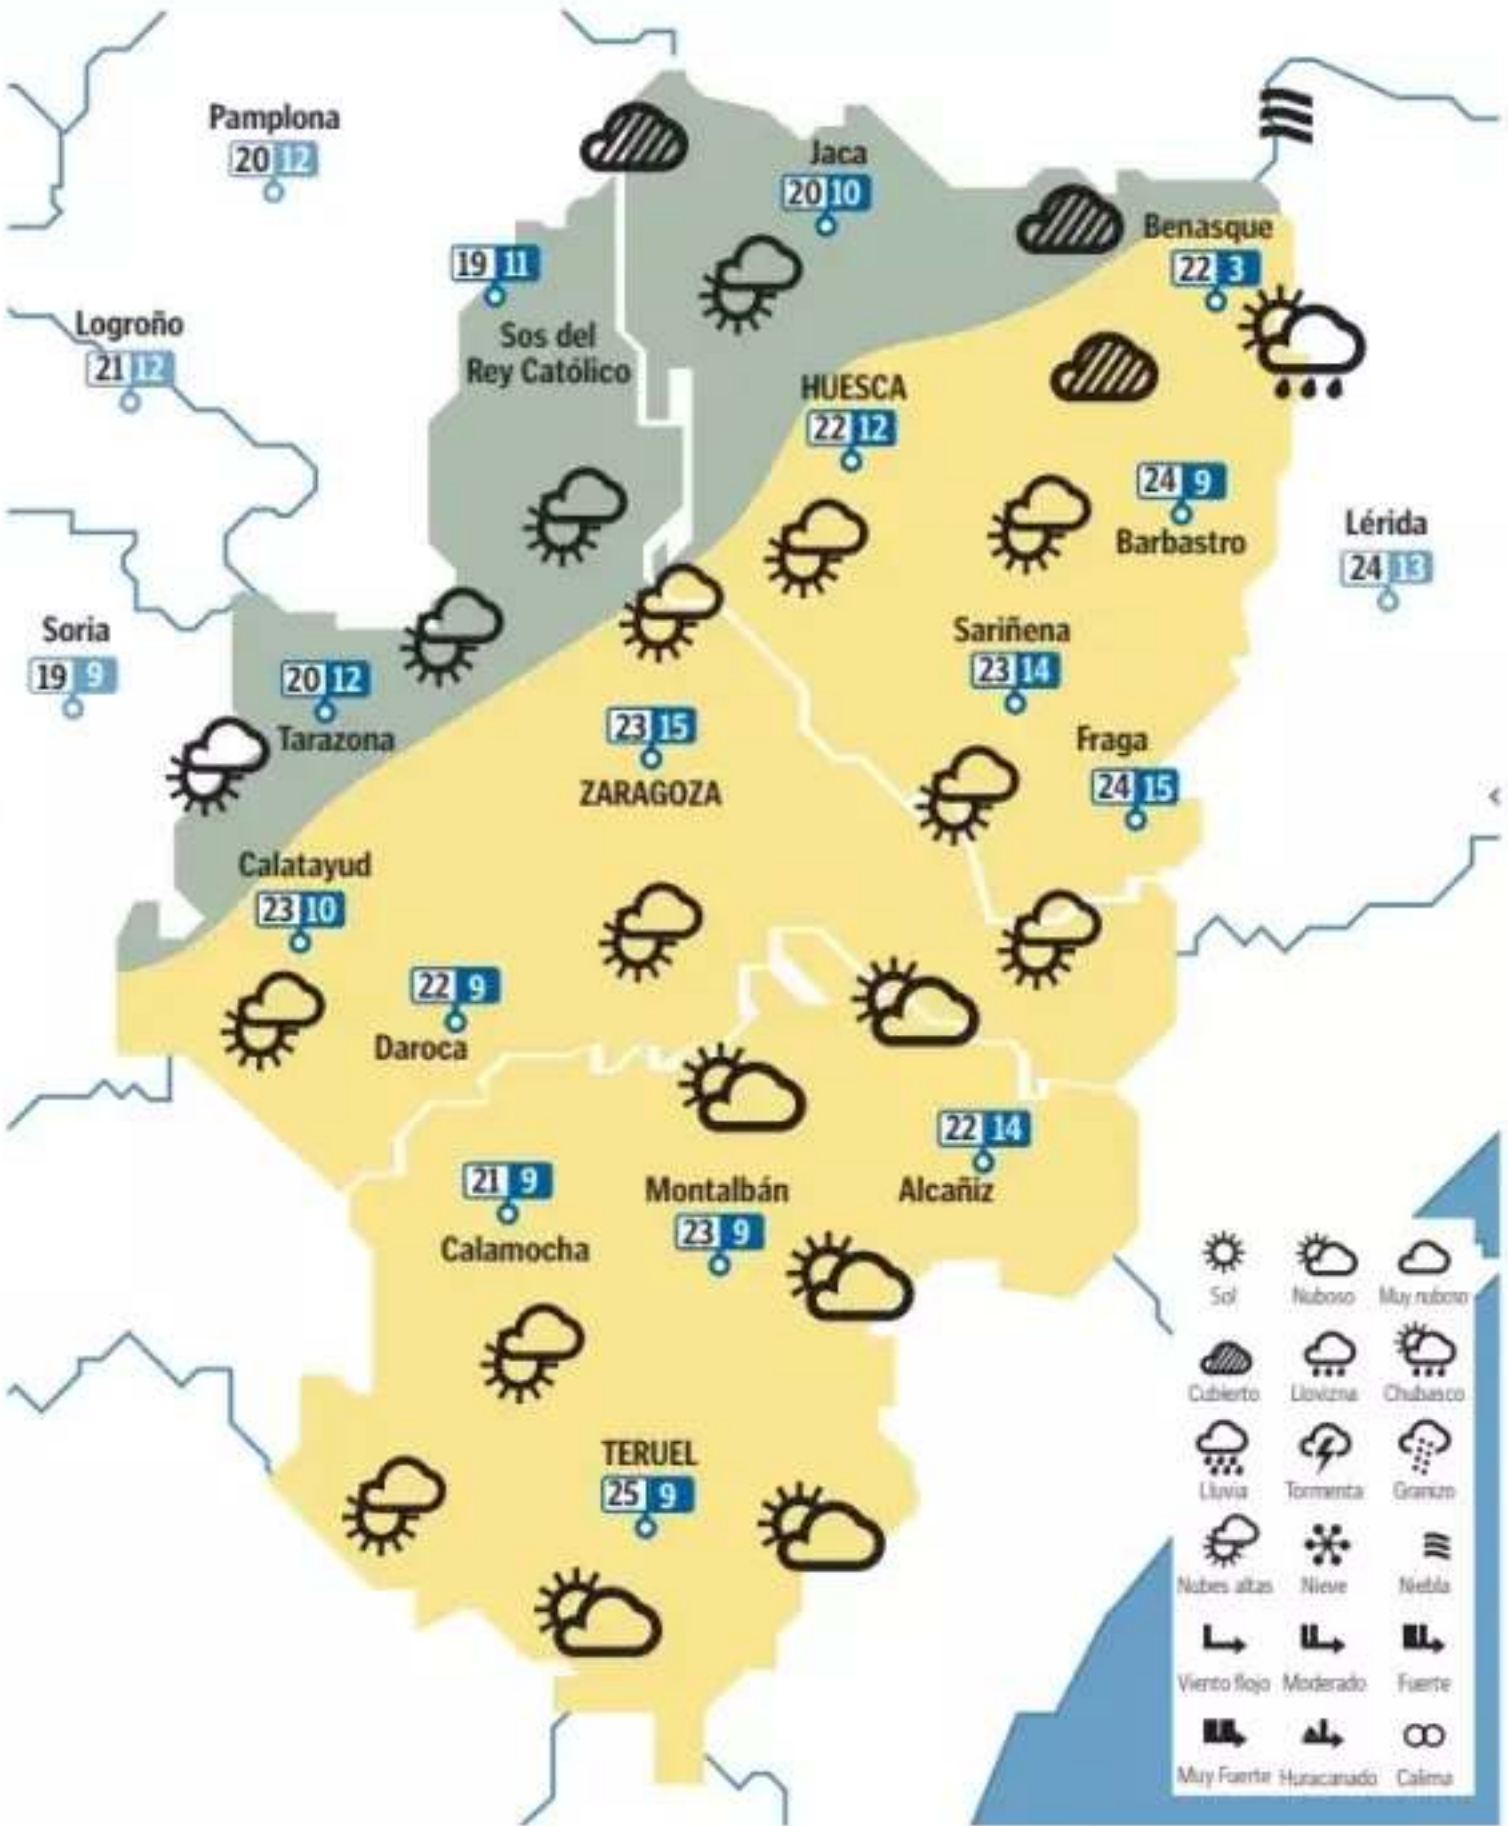 Pamplona
20 12
Jaca
20 10
Benasque
22 3
19 11
Sos del
Rey Católico
Logroño
21 12
HUESCA
22 12
24 9
Barbastro
Lérida
24 13
Soria
19 9
Sariñena
23 14
20 12
Tarazona
23 15
ZARAGOZA
Fraga
24 15
Calatayud
23 10
22 9
Daroca
22 14
Alcañiz
21 9
Calamocha
Montalbán
23 9
TERUEL
25 9
Sol Nuboso Muy nuboso
Cubierto Llovizna Chubasco
Lluvia Tormenta Granizo
Nubes altas Nieve Niebla
Viento flojo Moderado Fuerte
Muy Fuerte Huracanado Calima